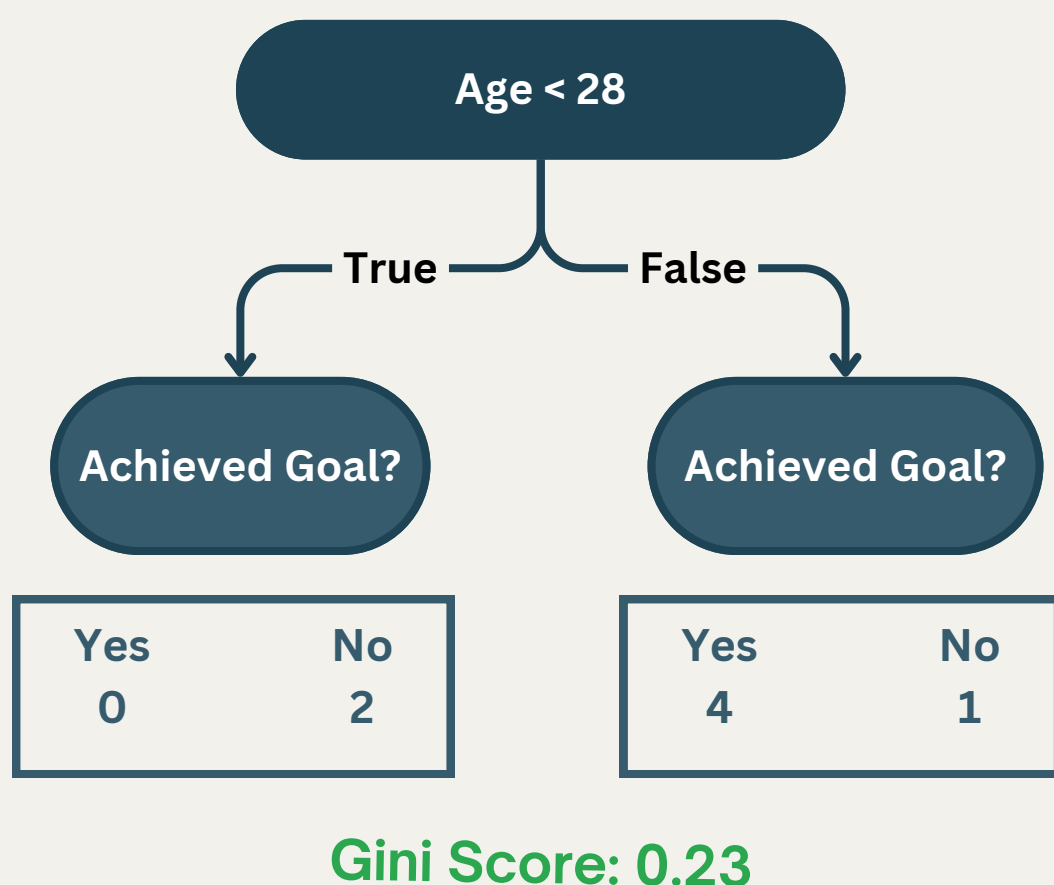 Age < 28
True False
Achieved Goal? Achieved Goal?
Yes No Yes No
0 2 4 1
Gini Score: 0.23